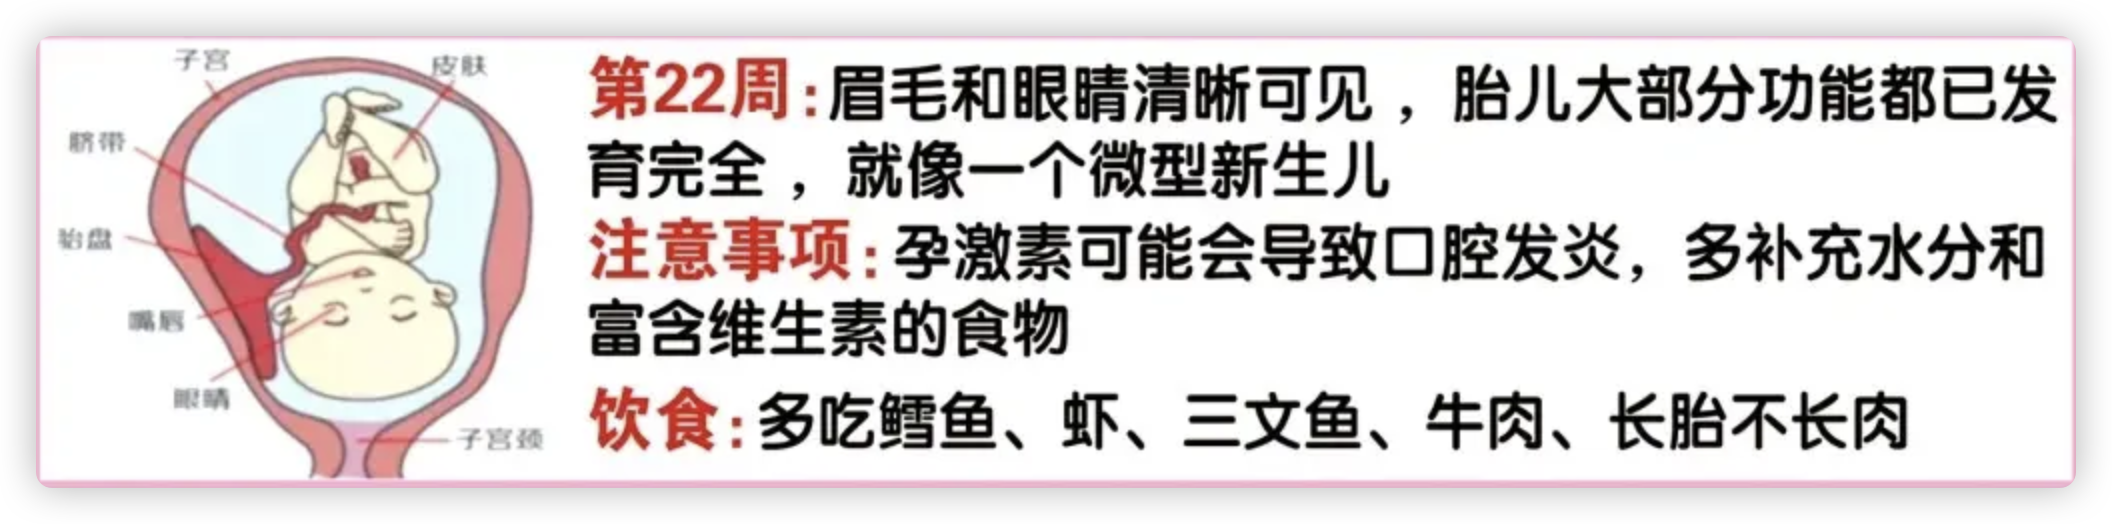 子宫
皮肤
脐带
胎盘
嘴唇
眼睛
子宫颈
第22周:眉毛和眼睛清晰可见，胎儿大部分功能都已发
育完全，就像一个微型新生儿
注意事项:孕激素可能会导致口腔发炎，多补充水分和
富含维生素的食物
饮食:多吃鳕鱼、虾、三文鱼、牛肉、长胎不长肉